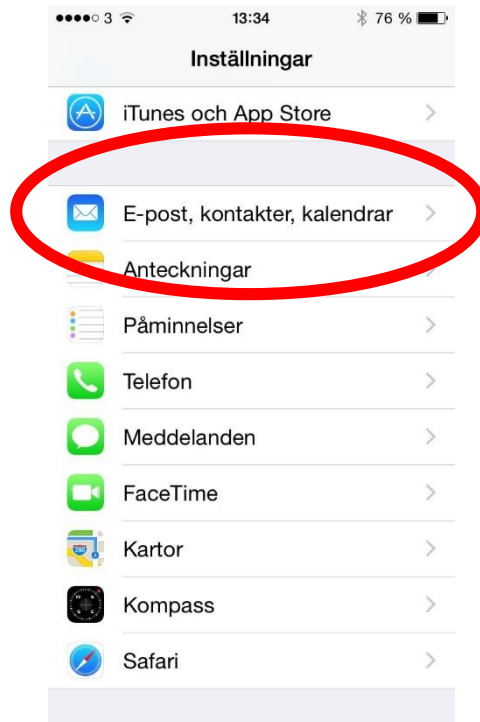 3 13:34 76 %
Inställningar
iTunes och App Store
E-post, kontakter, kalendrar
Anteckningar
Påminnelser
Telefon
Meddelanden
FaceTime
Kartor
Kompass
Safari